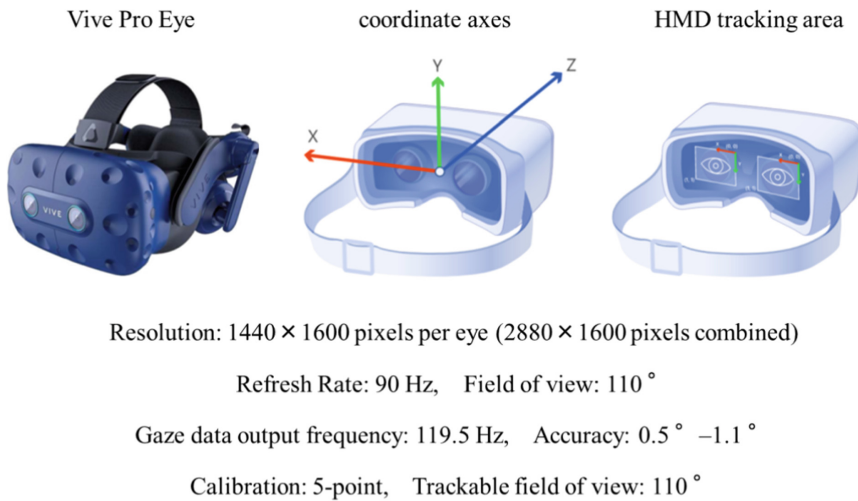 Vive Pro Eye
coordinate axes
HMD tracking area
Y
Z
X
VIVE
VIVE
Resolution: 1440 × 1600 pixels per eye (2880 × 1600 pixels combined)
Refresh Rate: 90 Hz, Field of view: 110°
Gaze data output frequency: 119.5 Hz, Accuracy: 0.5° –1.1°
Calibration: 5-point, Trackable field of view: 110°